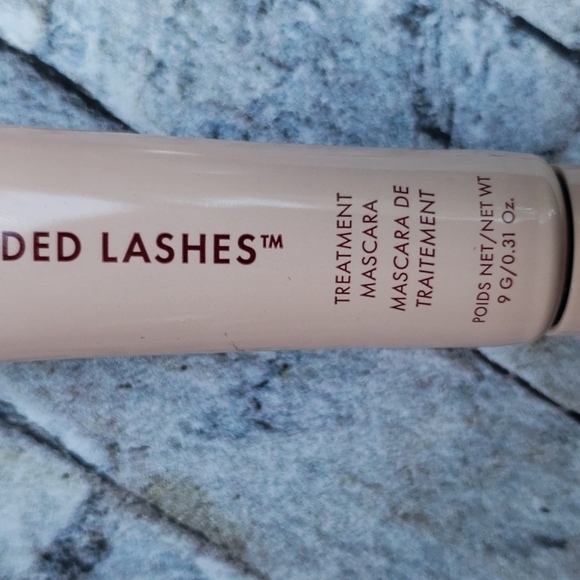 DED LASHES™
TREATMENT
MASCARA
MASCARA DE
TRAITEMENT
POIDS NET/NET WT
9 G/0.31 Oz.